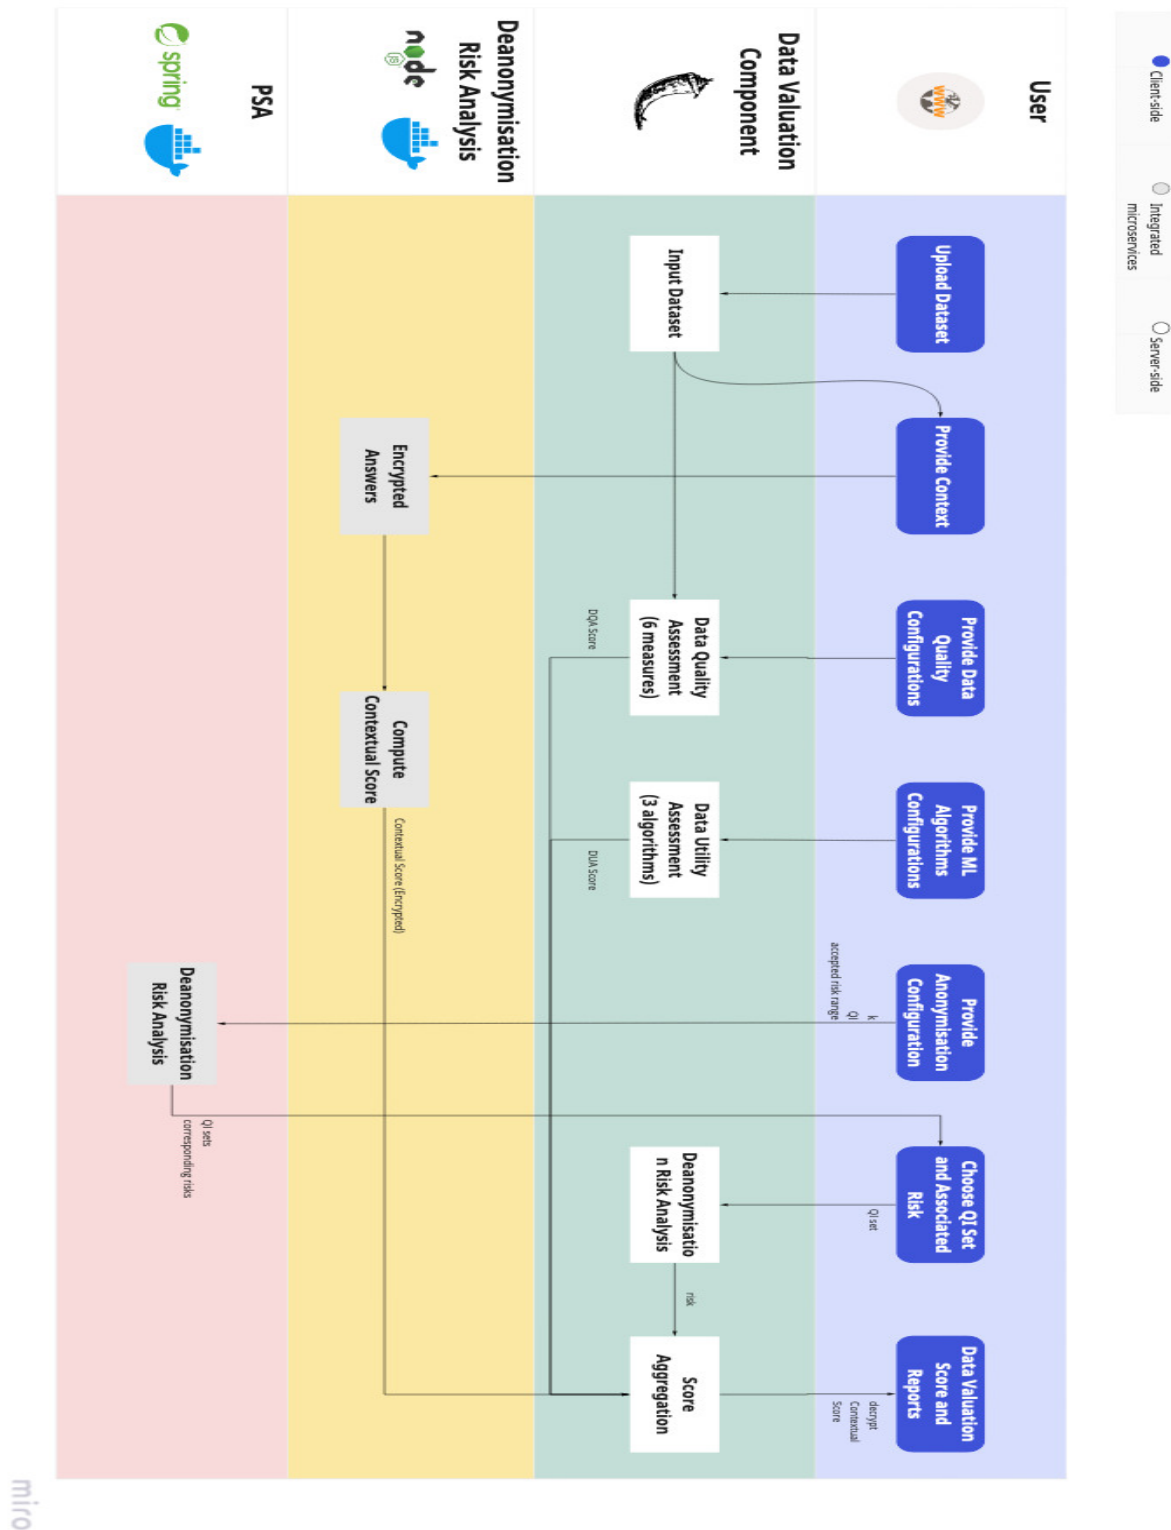 Client-side
Integrated
microservices
Server-side
User
www
Upload Dataset
Provide Context
Provide Data
Quality
Configurations
Provide ML
Algorithms
Configurations
Provide
Anonymisation
Configuration
k
QI
accepted risk range
Choose QI Set
and Associated
Risk
QI set
Data Valuation
Score and
Reports
decrypt
Contextual
Score
Data Valuation
Component
Input Dataset
Data Quality
Assessment
(6 measures)
DQA Score
Data Utility
Assessment
(3 algorithms)
DUA Score
Deanonymisatio
n Risk Analysis
risk
Score
Aggregation
Deanonymisation
Risk Analysis
node
JS
Encrypted
Answers
Compute
Contextual Score
Contextual Score (Encrypted)
PSA
spring
Deanonymisation
Risk Analysis
QI sets
corresponding risks
miro